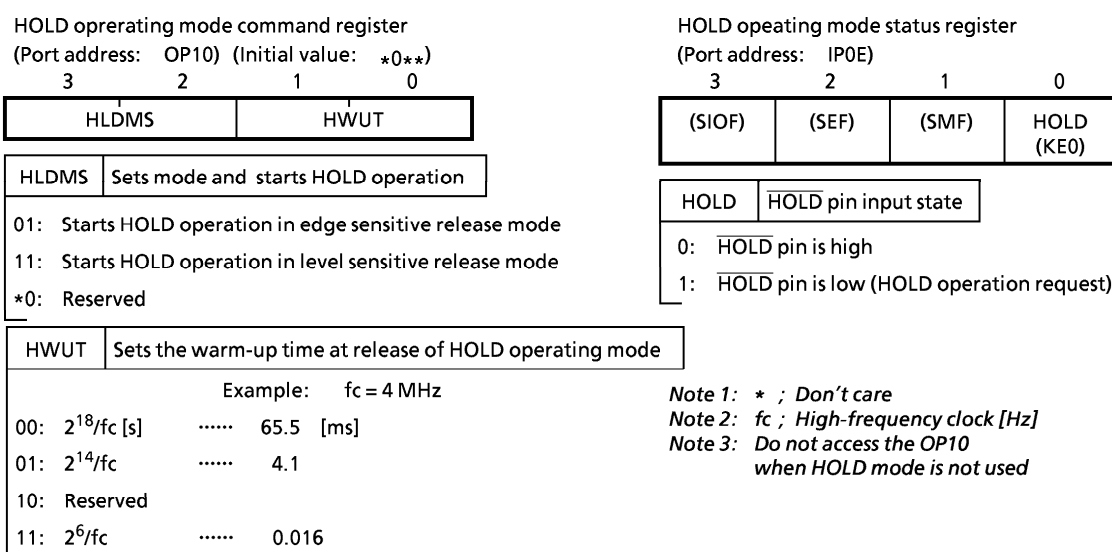 HOLD oprerating mode command register
(Port address: OP10) (Initial value: *0**)
3 2 1 0
HLDMS HWUT
HLDMS Sets mode and starts HOLD operation
01: Starts HOLD operation in edge sensitive release mode
11: Starts HOLD operation in level sensitive release mode
*0: Reserved
HWUT Sets the warm-up time at release of HOLD operating mode
Example: fc = 4 MHz
00: 2^18/fc [s] ······ 65.5 [ms]
01: 2^14/fc ······ 4.1
10: Reserved
11: 2^6/fc ······ 0.016
HOLD opeating mode status register
(Port address: IP0E)
3 2 1 0
(SIOF) (SEF) (SMF) HOLD
(KE0)
HOLD HOLD pin input state
0: HOLD pin is high
1: HOLD pin is low (HOLD operation request)
Note 1: * ; Don't care
Note 2: fc ; High-frequency clock [Hz]
Note 3: Do not access the OP10
when HOLD mode is not used